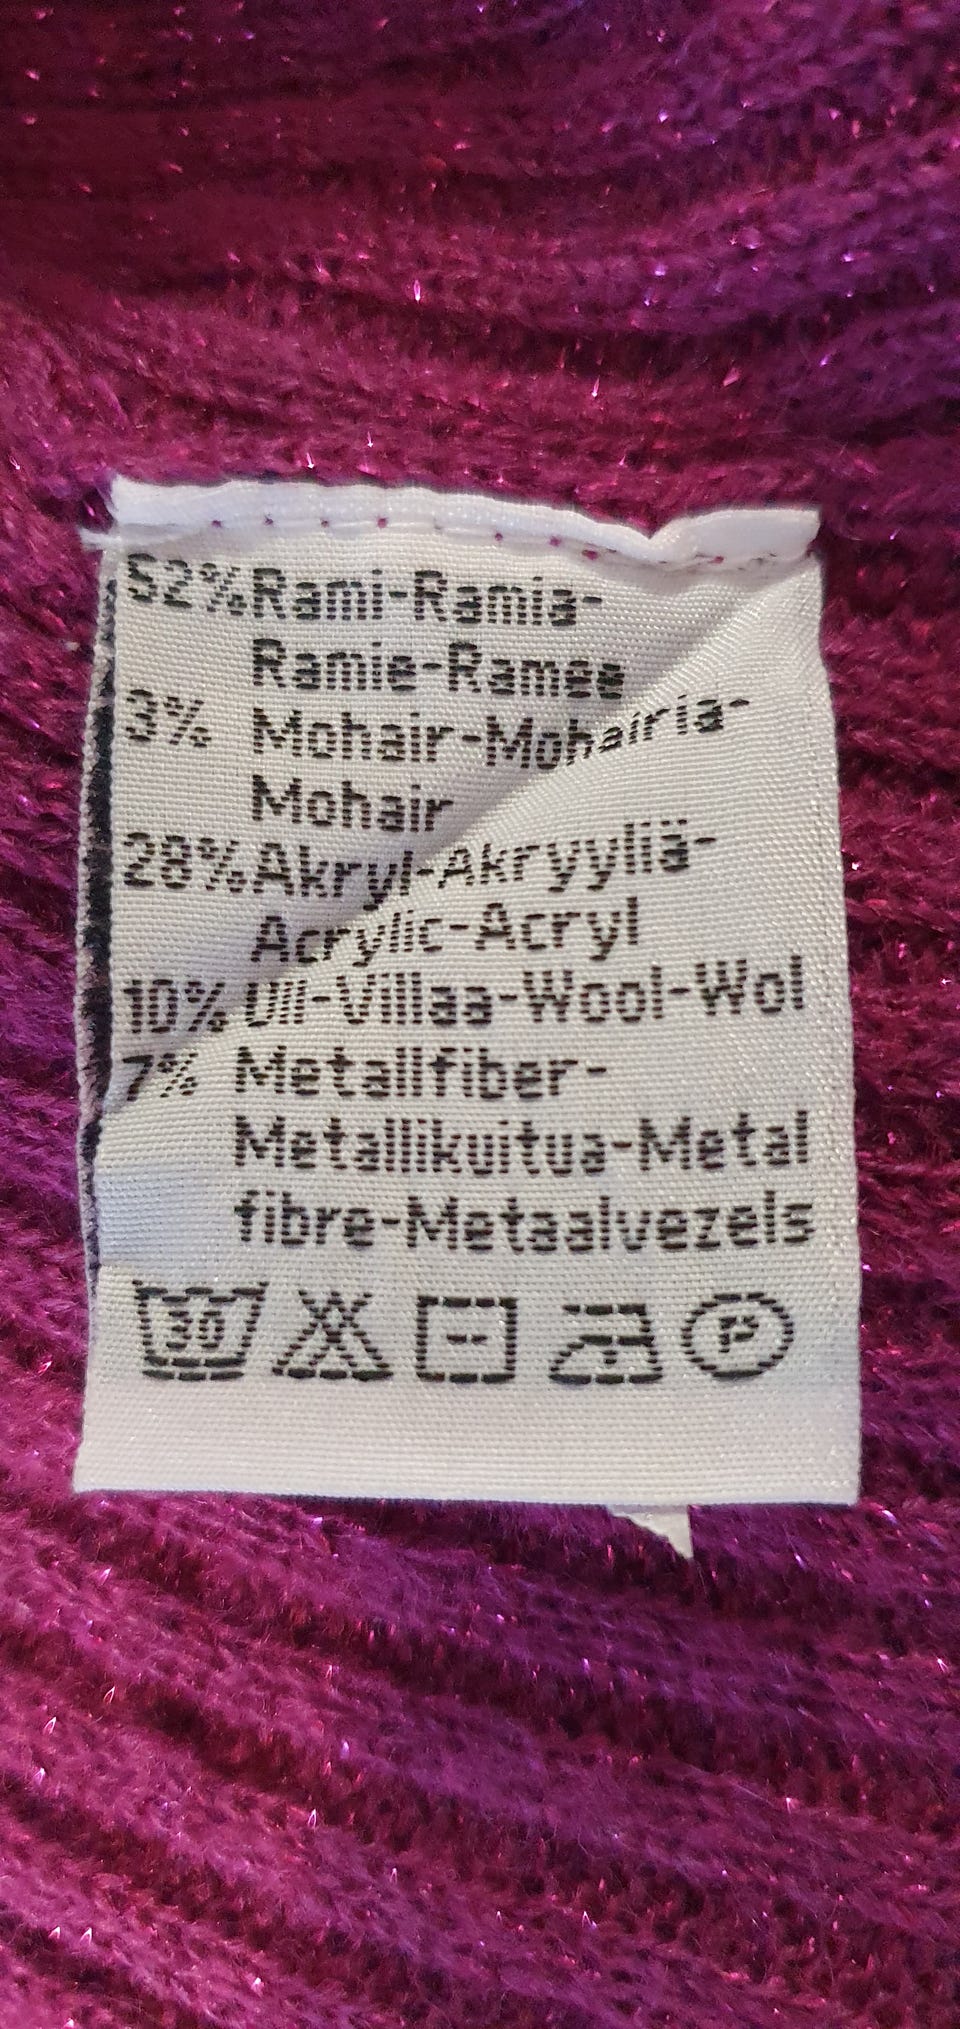 52% Rami-Ramia-
Ramie-Ramee
3% Mohair-Mohairia-
Mohair
28% Akryl-Akryyliä-
Acrylic-Acryl
10% Ull-Villaa-Wool-Wol
7% Metallfiber-
Metallikuitua-Metal
fibre-Metaalvezels
30 P